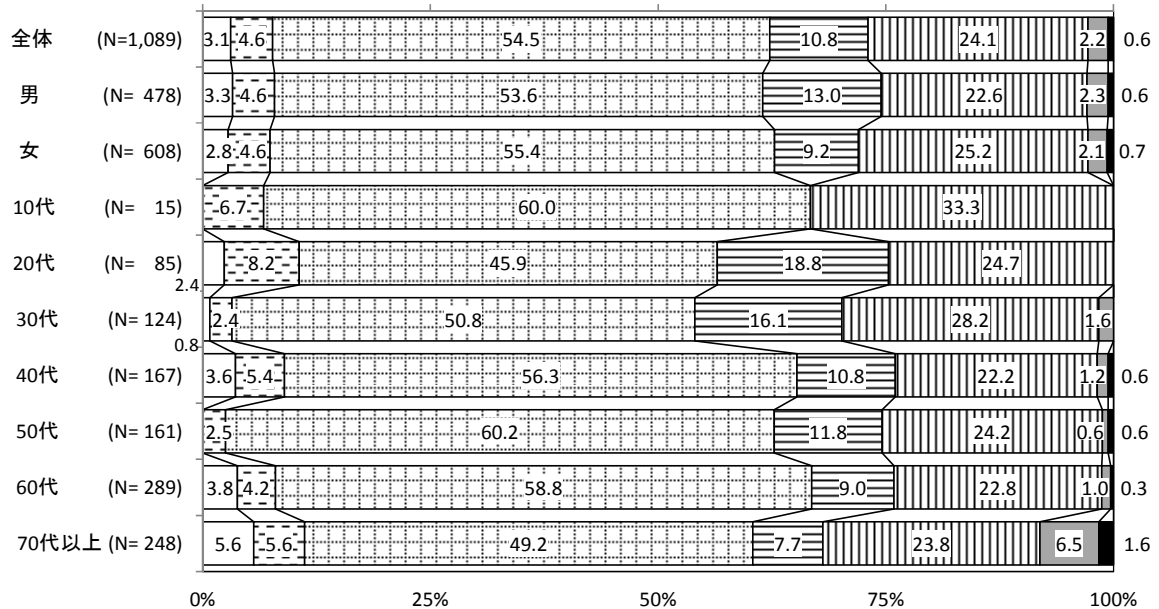 全体 (N=1,089) 3.1 4.6 54.5 10.8 24.1 2.2 0.6
男 (N= 478) 3.3 4.6 53.6 13.0 22.6 2.3 0.6
女 (N= 608) 2.8 4.6 55.4 9.2 25.2 2.1 0.7
10代 (N= 15) 6.7 60.0 33.3
20代 (N= 85) 8.2 45.9 18.8 24.7
2.4
30代 (N= 124) 2.4 50.8 16.1 28.2 1.6
0.8
40代 (N= 167) 3.6 5.4 56.3 10.8 22.2 1.2 0.6
50代 (N= 161) 2.5 60.2 11.8 24.2 0.6 0.6
60代 (N= 289) 3.8 4.2 58.8 9.0 22.8 1.0 0.3
70代以上 (N= 248) 5.6 5.6 49.2 7.7 23.8 6.5 1.6
0% 25% 50% 75% 100%